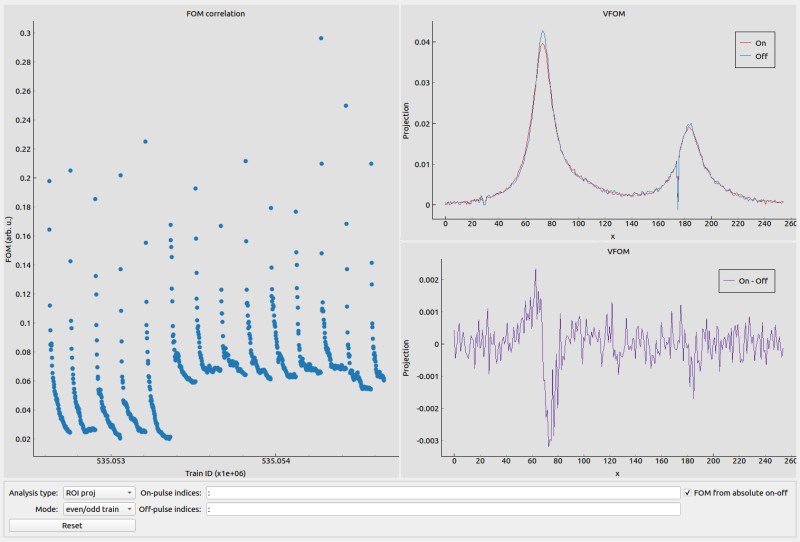 FOM correlation
0.3
0.28
0.26
0.24
0.22
0.2
0.18
0.16
0.14
0.12
0.1
0.08
0.06
0.04
0.02
FOM (arb. u.)
535.053
535.054
Train ID (x1e+06)
VFOM
0.04
0.03
0.02
0.01
0
Projection
On
Off
0 20 40 60 80 100 120 140 160 180 200 220 240 260
x
VFOM
0.002
0.001
0
-0.001
-0.002
-0.003
Projection
On - Off
0 20 40 60 80 100 120 140 160 180 200 220 240 260
x
Analysis type: ROI proj On-pulse indices: : FOM from absolute on-off
Mode: even/odd train Off-pulse indices: :
Reset